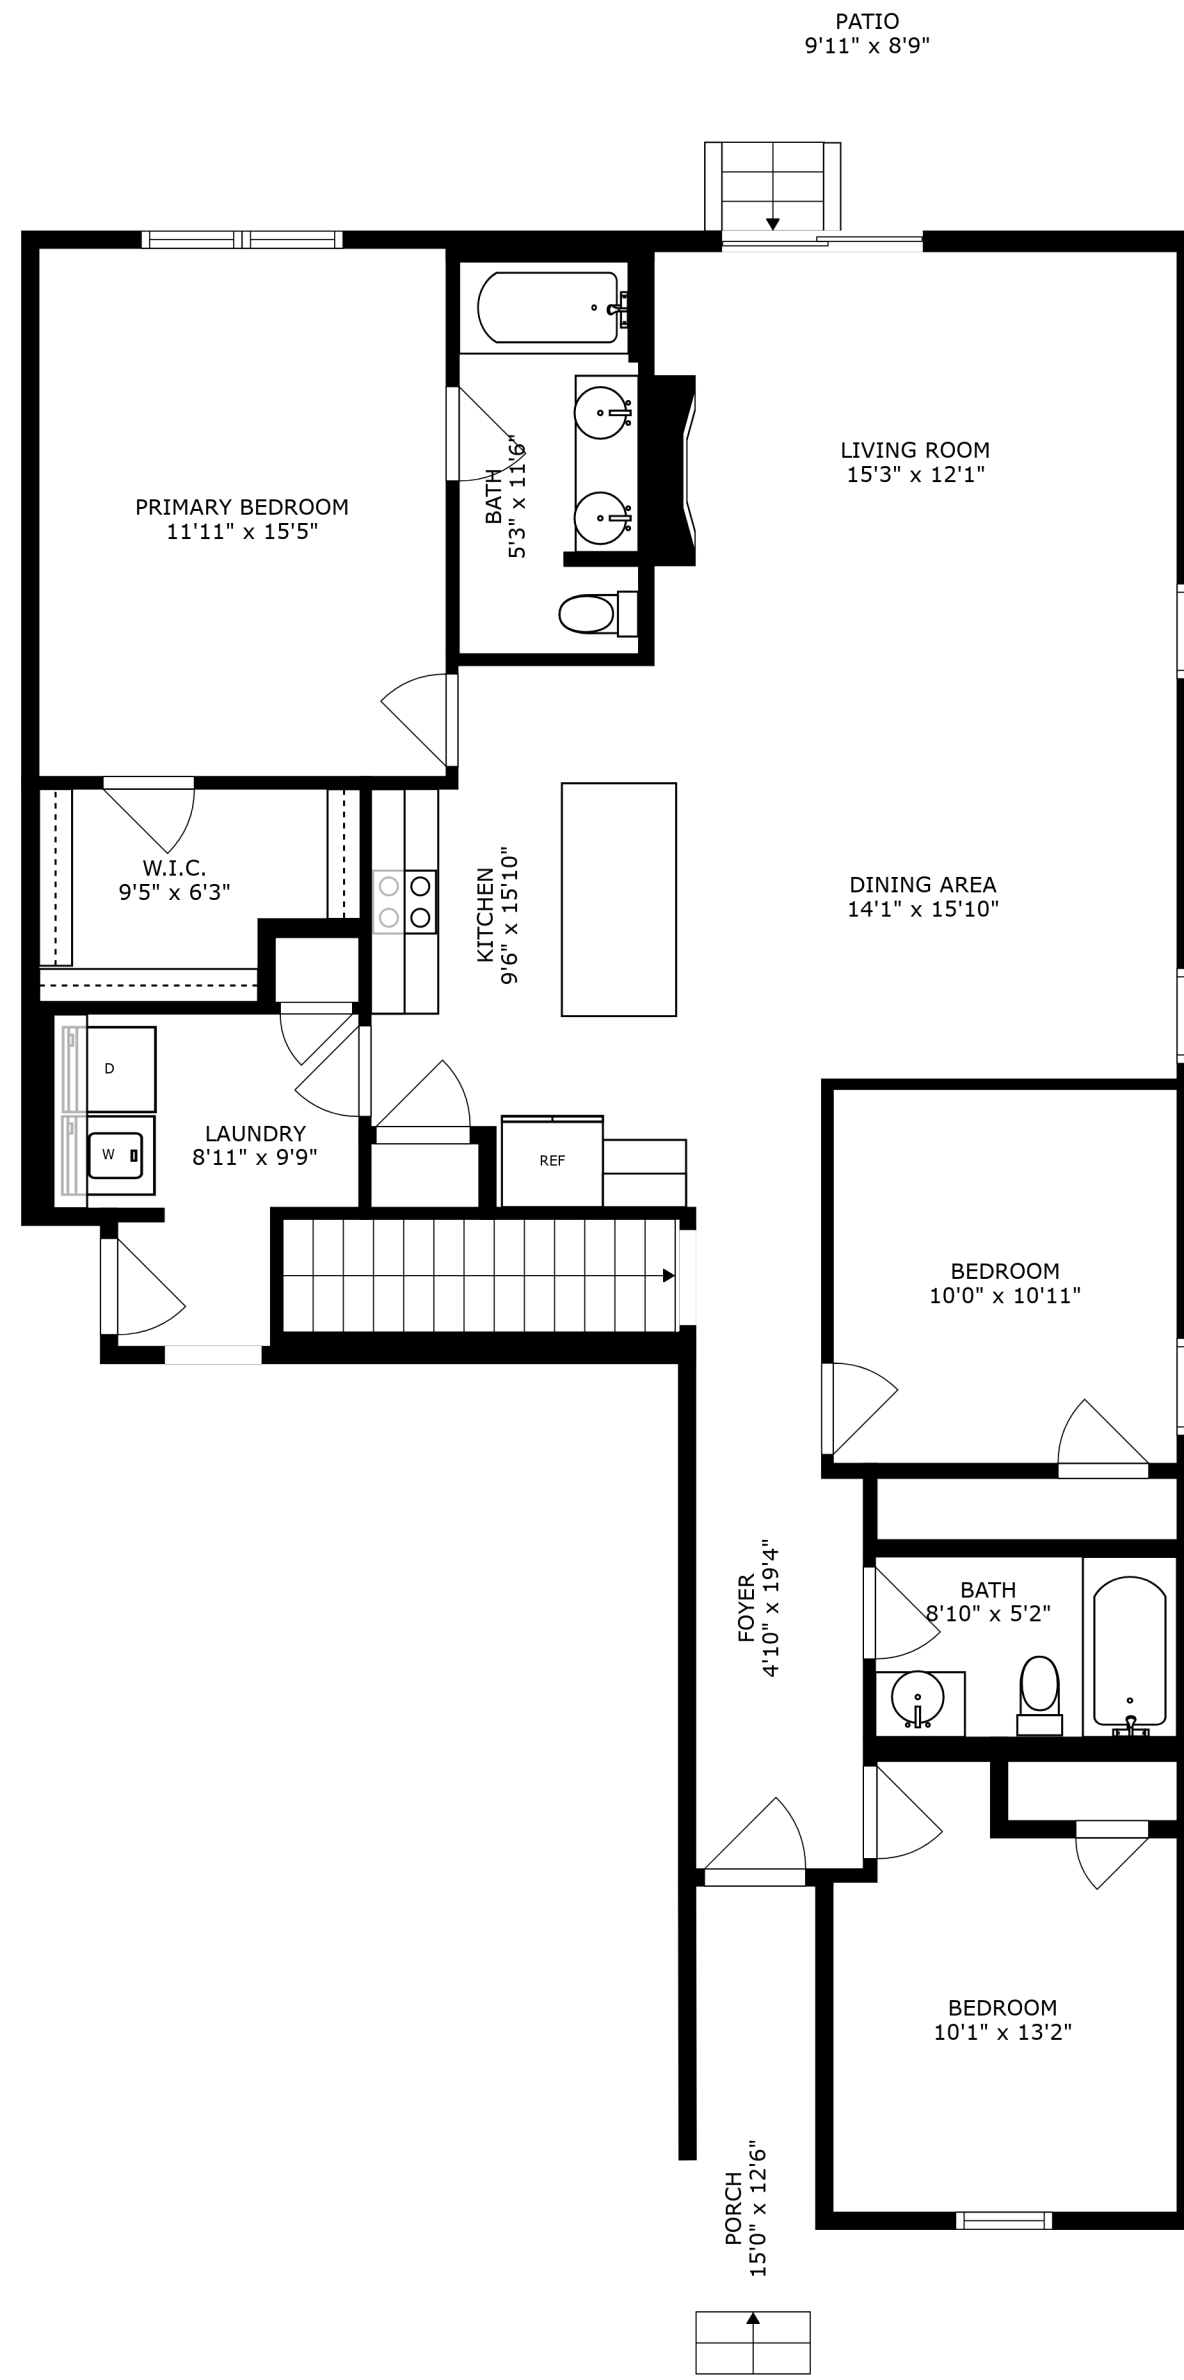 PATIO
9'11" x 8'9"
LIVING ROOM
15'3" x 12'1"
PRIMARY BEDROOM
11'11" x 15'5"
BATH
5'3" x 11'6"
W.I.C.
9'5" x 6'3"
KITCHEN
9'6" x 15'10"
DINING AREA
14'1" x 15'10"
D
W
LAUNDRY
8'11" x 9'9"
REF
BEDROOM
10'0" x 10'11"
FOYER
4'10" x 19'4"
BATH
8'10" x 5'2"
BEDROOM
10'1" x 13'2"
PORCH
15'0" x 12'6"